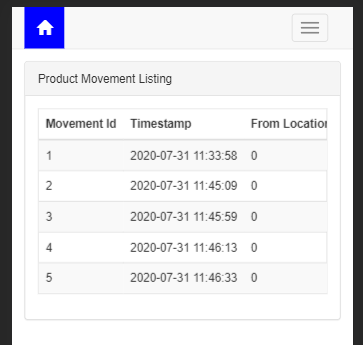 Product Movement Listing
Movement Id Timestamp From Location
1 2020-07-31 11:33:58 0
2 2020-07-31 11:45:09 0
3 2020-07-31 11:45:59 0
4 2020-07-31 11:46:13 0
5 2020-07-31 11:46:33 0